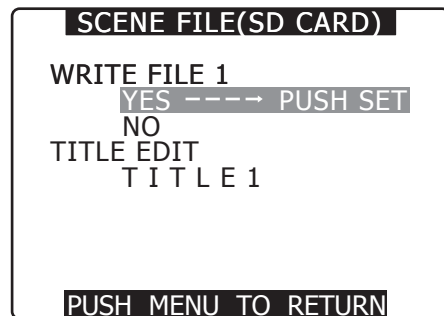 SCENE FILE(SD CARD)
WRITE FILE 1
YES ----→ PUSH SET
NO
TITLE EDIT
T I T L E 1
PUSH MENU TO RETURN